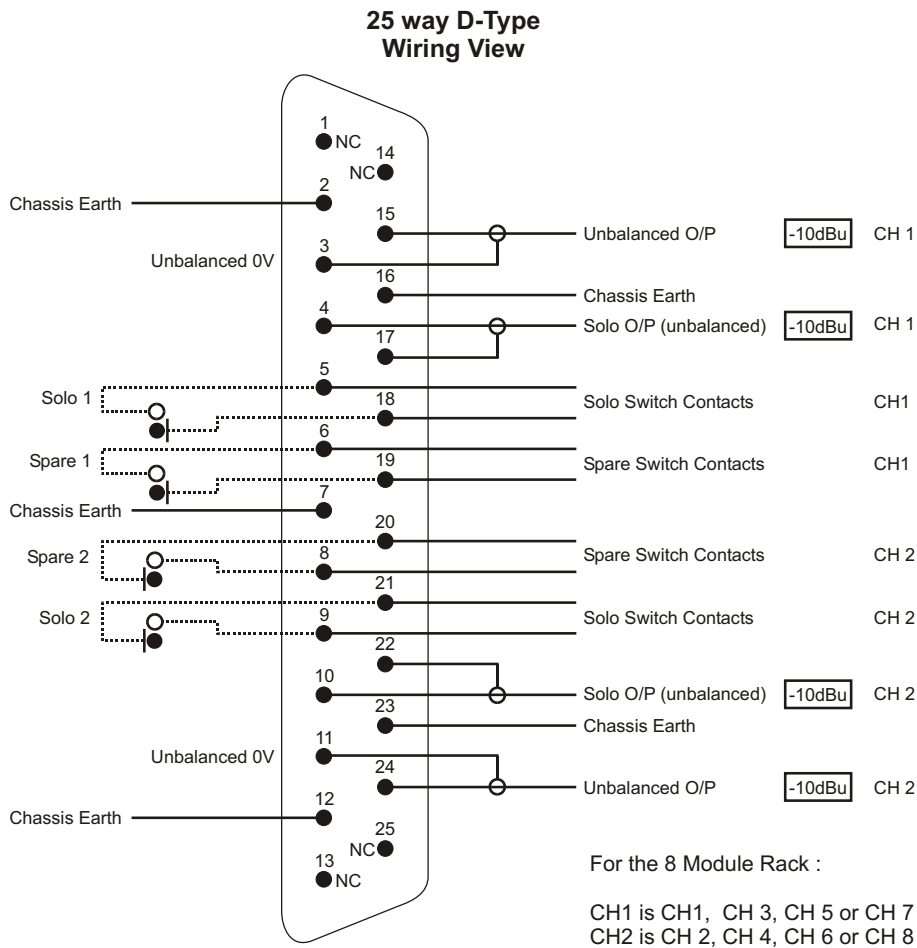 25 way D-Type
Wiring View
1
NC
14
NC
2
Chassis Earth
15
Unbalanced O/P -10dBu CH 1
3
Unbalanced 0V
16
Chassis Earth
4
Solo O/P (unbalanced) -10dBu CH 1
17
5
Solo 1
Solo Switch Contacts CH1
18
6
Spare 1
19
Spare Switch Contacts CH1
7
Chassis Earth
20
Spare 2
8
Spare Switch Contacts CH 2
21
Solo 2
9
Solo Switch Contacts CH 2
22
10
Solo O/P (unbalanced) -10dBu CH 2
23
Chassis Earth
11
Unbalanced 0V
24
Unbalanced O/P -10dBu CH 2
12
Chassis Earth
25
NC
13
NC
For the 8 Module Rack :
CH1 is CH1, CH 3, CH 5 or CH 7
CH2 is CH 2, CH 4, CH 6 or CH 8